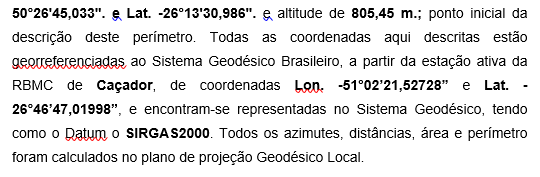 50°26'45,033". e Lat. -26°13'30,986". e altitude de 805,45 m.; ponto inicial da
descrição deste perímetro. Todas as coordenadas aqui descritas estão
georreferenciadas ao Sistema Geodésico Brasileiro, a partir da estação ativa da
RBMC de Caçador, de coordenadas Lon. -51°02’21,52728” e Lat. -
26°46’47,01998”, e encontram-se representadas no Sistema Geodésico, tendo
como o Datum o SIRGAS2000. Todos os azimutes, distâncias, área e perímetro
foram calculados no plano de projeção Geodésico Local.